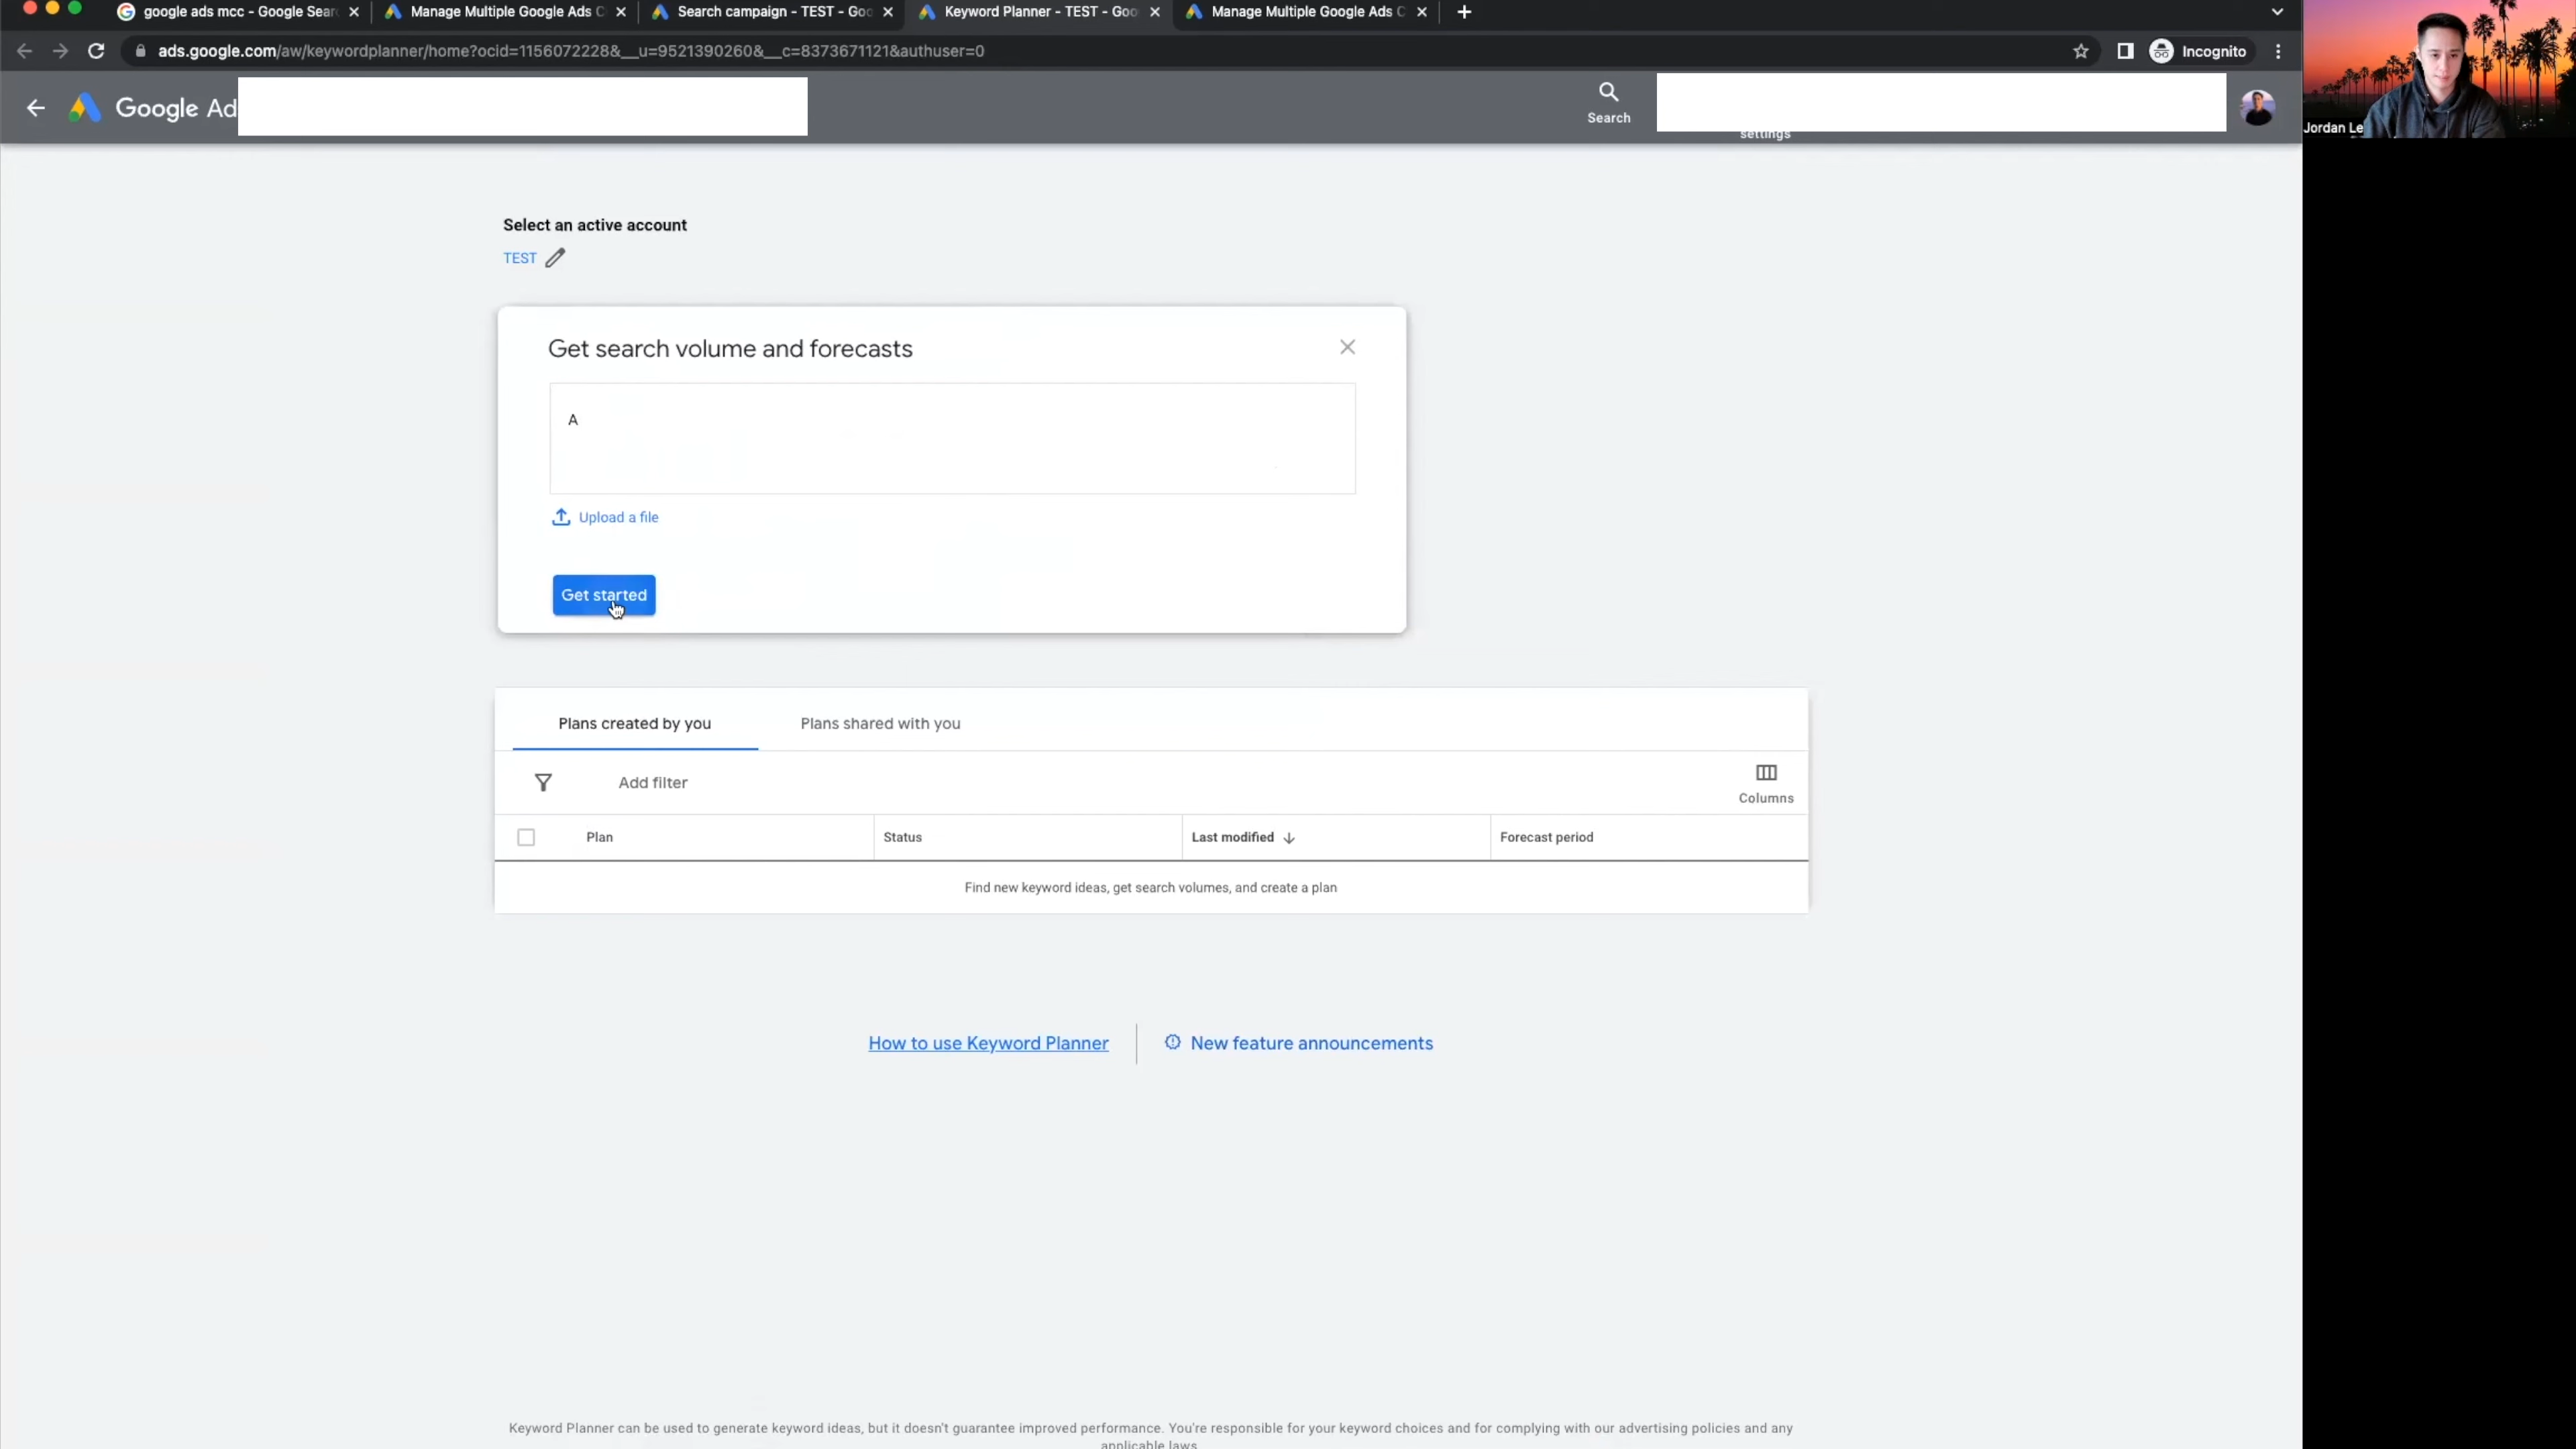 google ads mcc - Google Sear
Manage Multiple Google Ads C
Search campaign - TEST - Goo
Keyword Planner - TEST - Goo
Manage Multiple Google Ads C
ads.google.com/aw/keywordplanner/home?ocid=1156072228&__u=9521390260&__c=8373671121&authuser=0
Incognito
Google Ad
Search
settings
Jordan Le
Select an active account
TEST
Get search volume and forecasts
A
Upload a file
Get started
Plans created by you
Plans shared with you
Add filter
Columns
Plan
Status
Last modified
Forecast period
Find new keyword ideas, get search volumes, and create a plan
How to use Keyword Planner
New feature announcements
Keyword Planner can be used to generate keyword ideas, but it doesn't guarantee improved performance. You're responsible for your keyword choices and for complying with our advertising policies and any
applicable laws